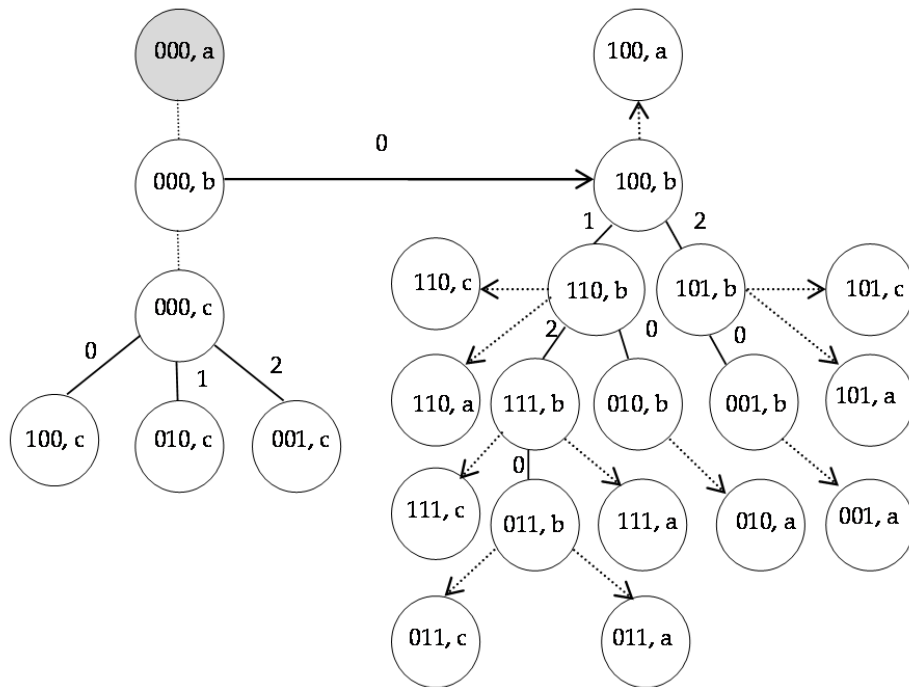 000, a
100, a
0
000, b
100, b
1
2
110, c
110, b
101, b
101, c
000, c
0
1
2
2
0
0
110, a
111, b
010, b
001, b
101, a
100, c
010, c
001, c
0
111, c
011, b
111, a
010, a
001, a
011, c
011, a